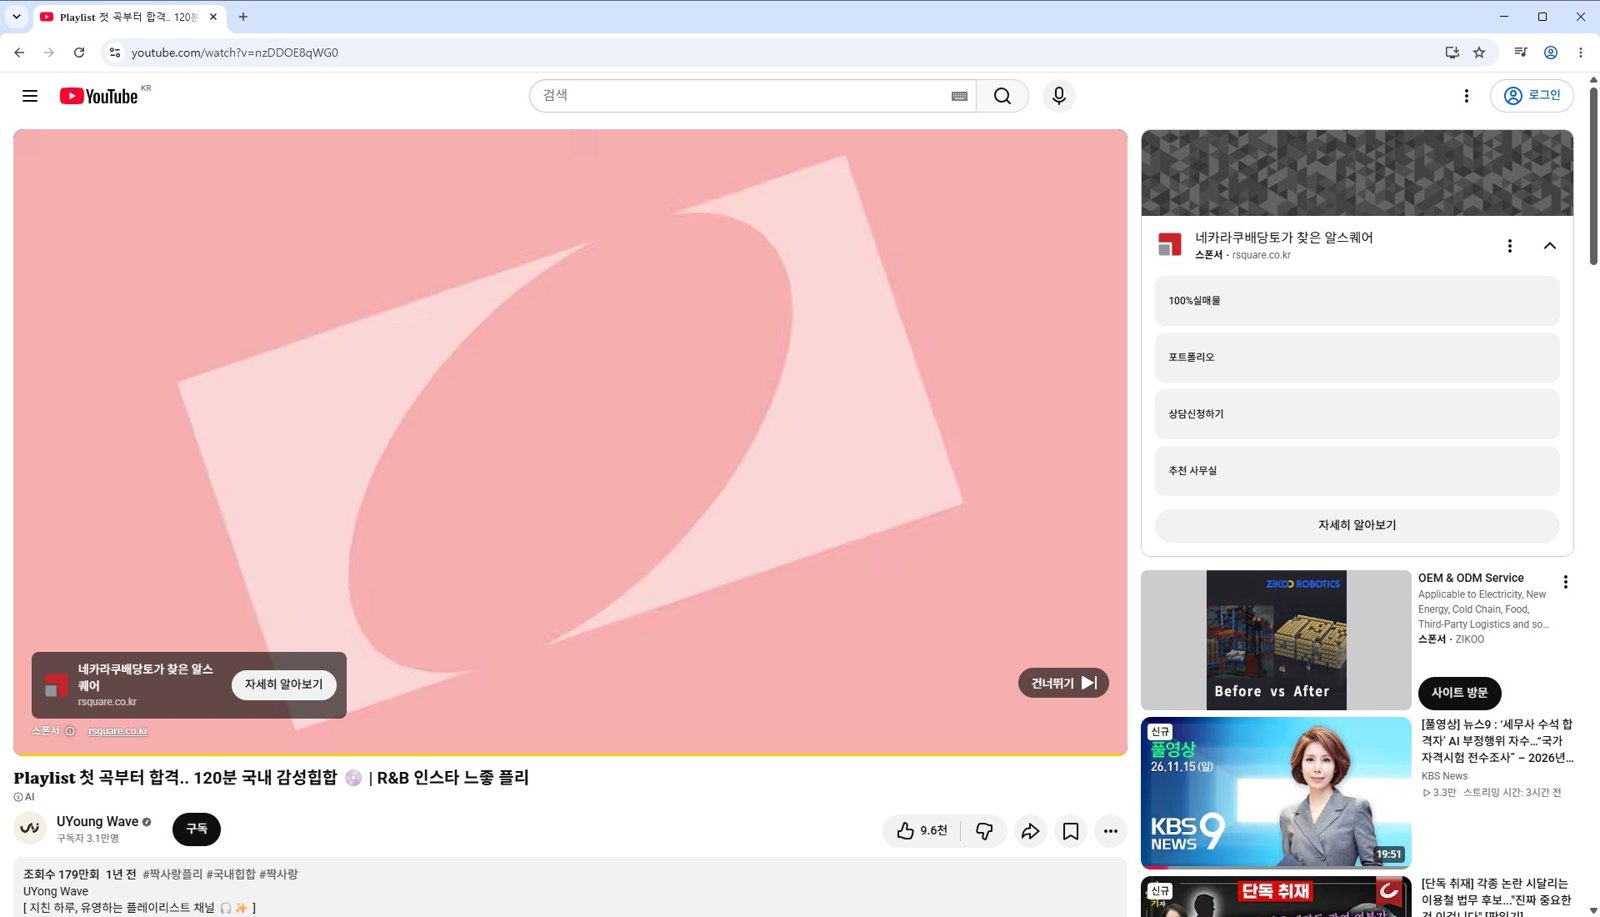 Playlist 첫 곡부터 합격.. 120분
youtube.com/watch?v=nzDDOE8qWG0
YouTube KR
검색
로그인
네카라쿠배당토가 찾은 알스퀘어
자세히 알아보기
rsquare.co.kr
스폰서
rsquare.co.kr
건너뛰기
Playlist 첫 곡부터 합격.. 120분 국내 감성힙합 💿 | R&B 인스타 느좋 플리
AI
UYoung Wave
구독자 3.1만명
구독
9.6천
조회수 179만회 1년 전 #짝사랑플리 #국내힙합 #짝사랑
UYong Wave
[ 지친 하루, 유영하는 플레이리스트 채널 🎧 ✨ ]
네카라쿠배당토가 찾은 알스퀘어
스폰서 · rsquare.co.kr
100%실매물
포트폴리오
상담신청하기
추천 사무실
자세히 알아보기
ZIKOO ROBOTICS
Before vs After
OEM & ODM Service
Applicable to Electricity, New
Energy, Cold Chain, Food,
Third-Party Logistics and so...
스폰서 · ZIKOO
사이트 방문
신규
풀영상
26.11.15 (일)
KBS
NEWS 9
19:51
[풀영상] 뉴스9 : ‘세무사 수석 합
격자’ AI 부정행위 자수…“국가
자격시험 전수조사” – 2026년...
KBS News
3.3만 스트리밍 시간: 3시간 전
신규
단독 취재
기자
[단독 취재] 각종 논란 시달리는
이용철 법무 후보..."진짜 중요한